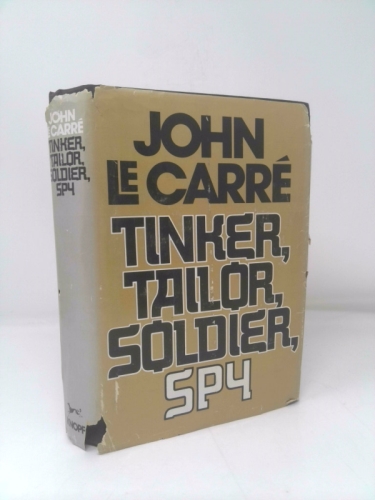 JOHN
LE CARRÉ
TINKER,
TAILOR,
SOLDIER,
SPY
JOHN
LE CARRÉ
TINKER,
TAILOR,
SOLDIER,
SPY